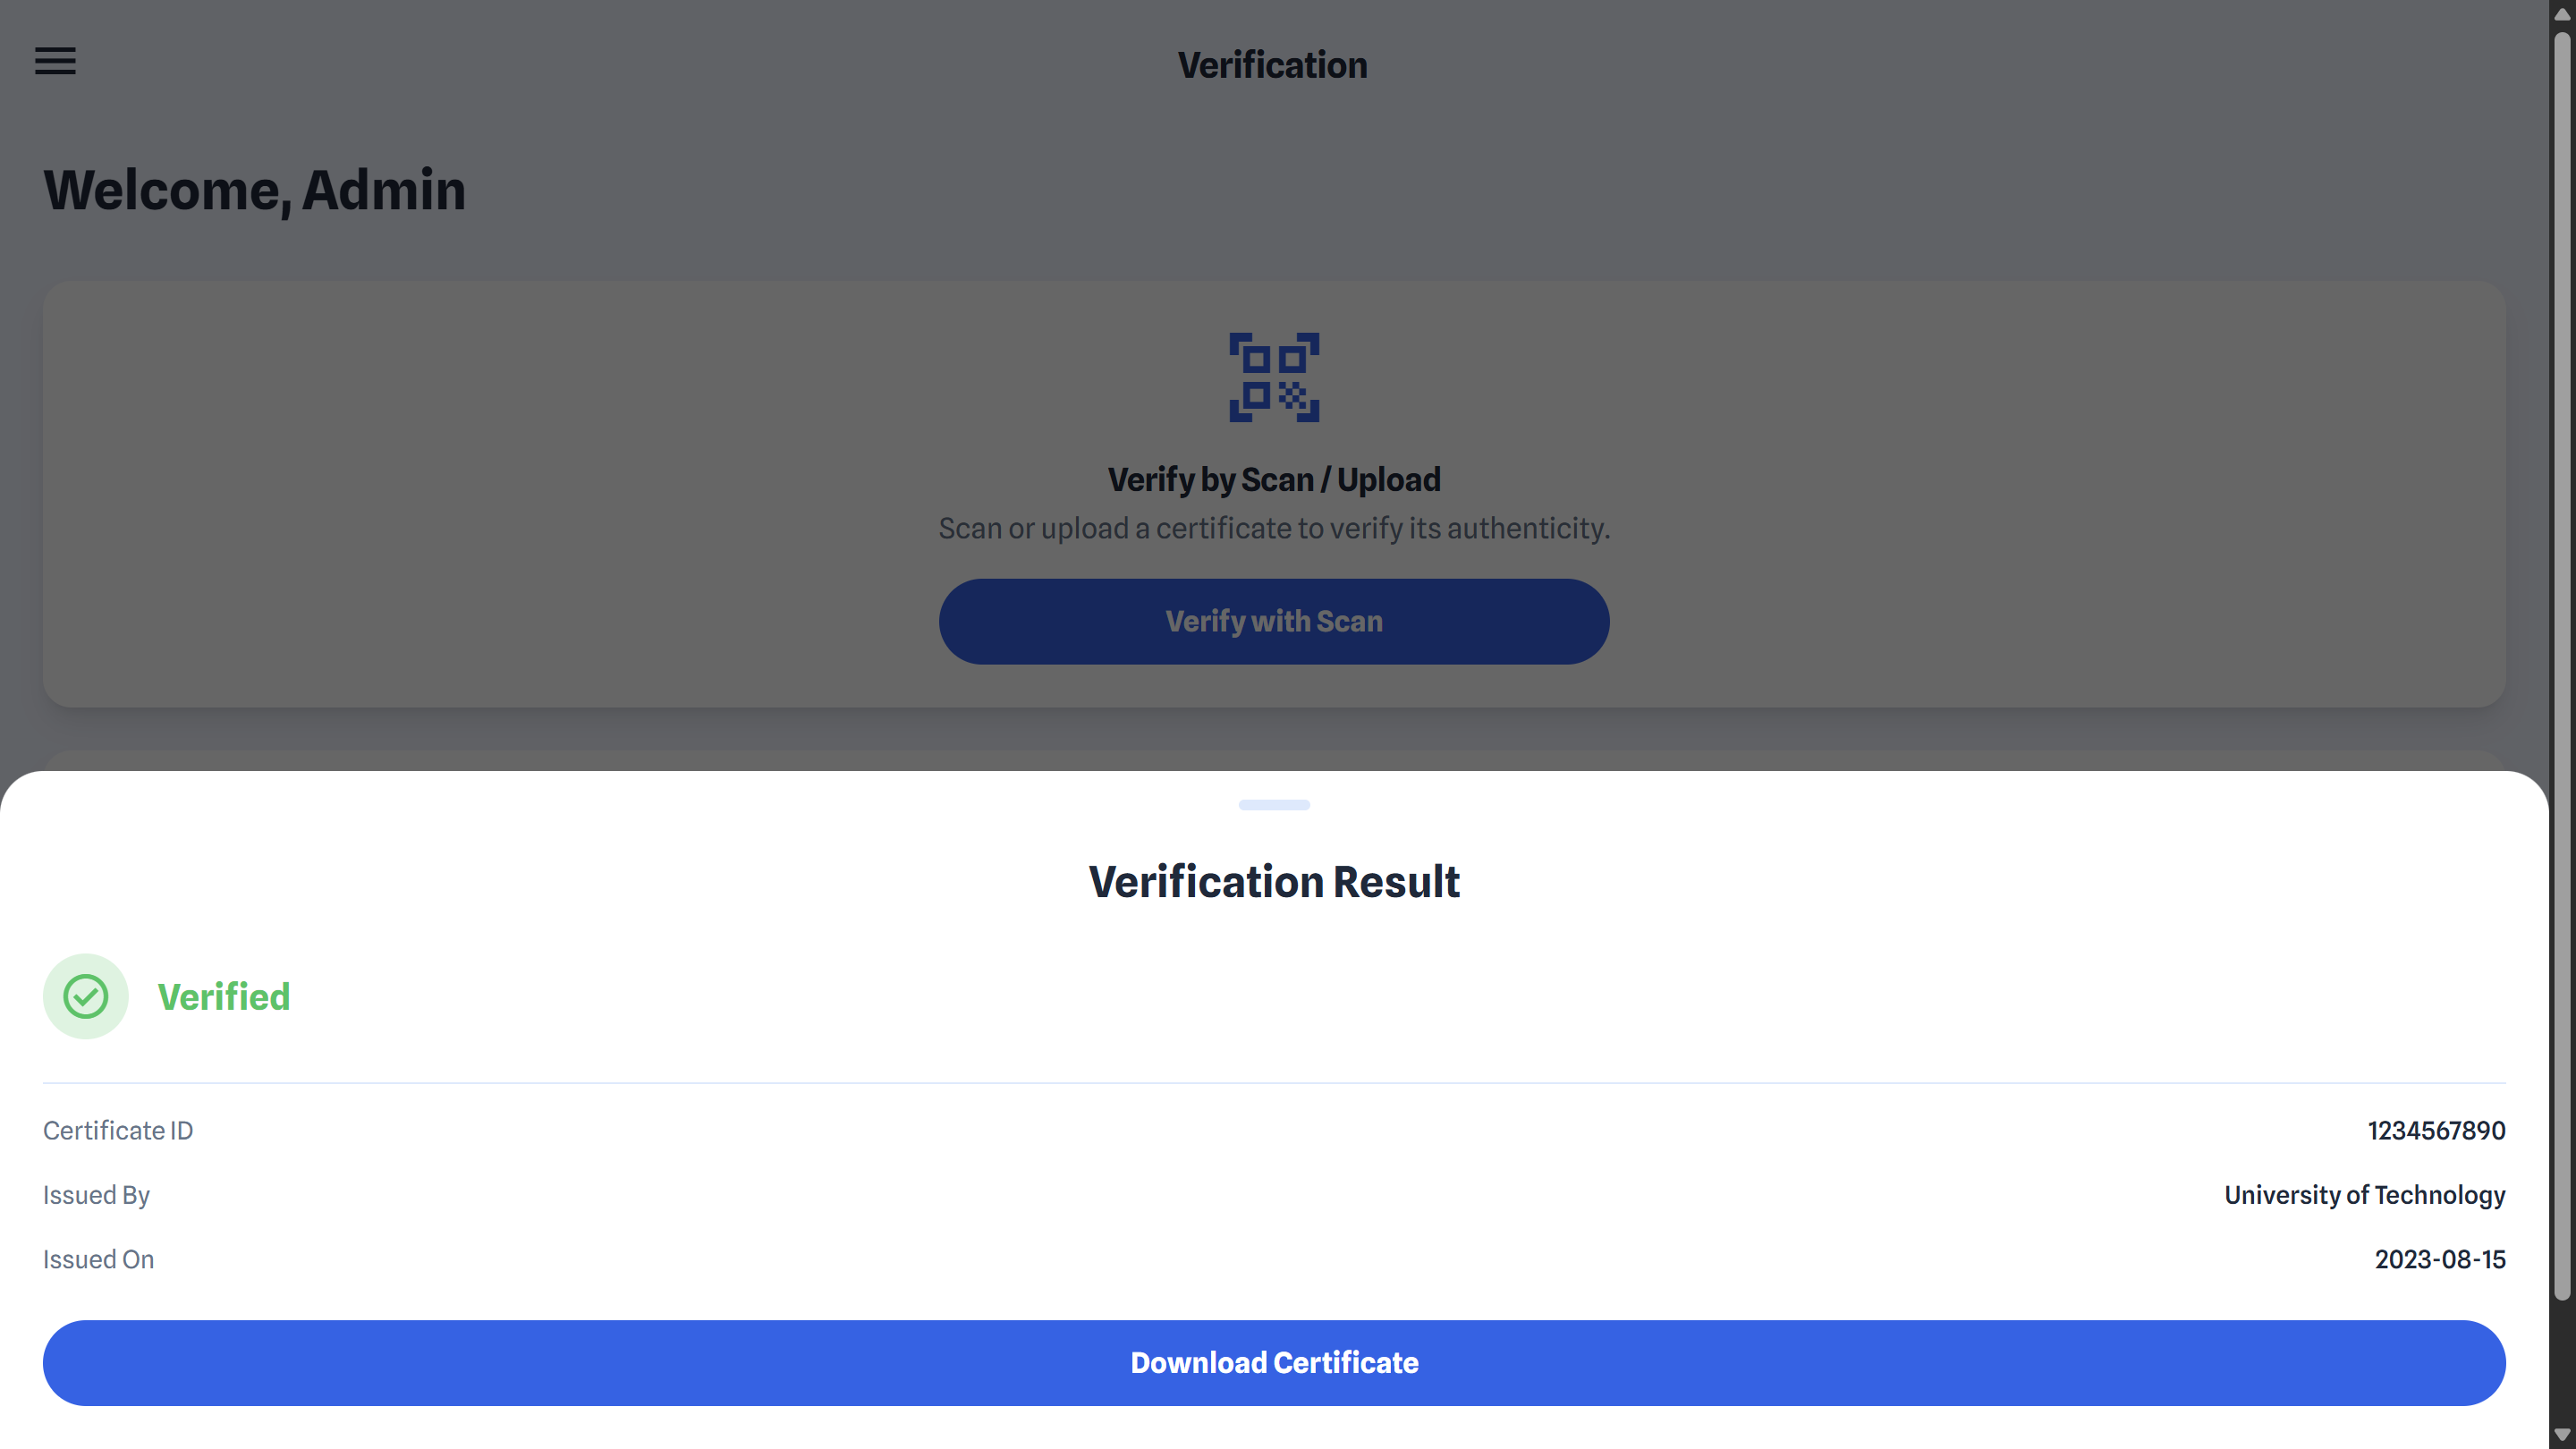 Verification
Welcome, Admin
Verify by Scan / Upload
Scan or upload a certificate to verify its authenticity.
Verify with Scan
Verification Result
Verified
Certificate ID 1234567890
Issued By University of Technology
Issued On 2023-08-15
Download Certificate